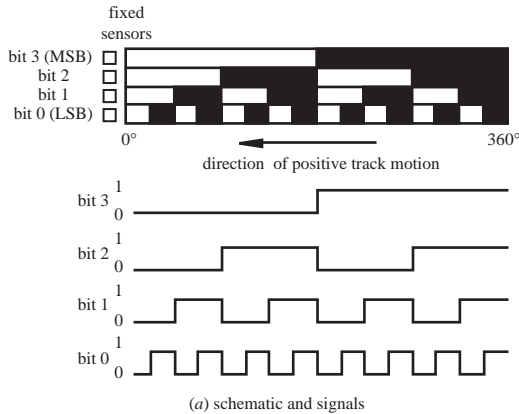 fixed
sensors
bit 3 (MSB)
bit 2
bit 1
bit 0 (LSB)
0° 360°
direction of positive track motion
1
bit 3
0
1
bit 2
0
1
bit 1
0
1
bit 0
0
(a) schematic and signals